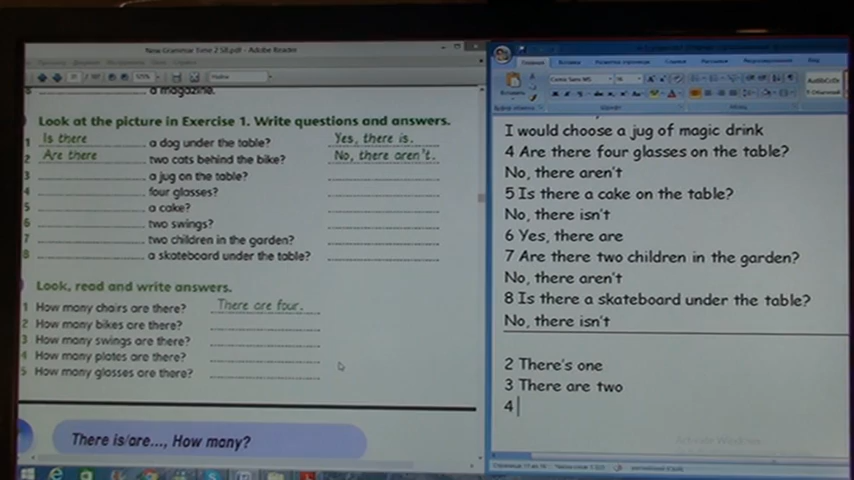 New Grammar Time 2 SB.pdf - Adobe Reader
a magazine.
Look at the picture in Exercise 1. Write questions and answers.
1 Is there a dog under the table? Yes, there is.
2 Are there two cats behind the bike? No, there aren't.
3 a jug on the table?
4 four glasses?
5 a cake?
6 two swings?
7 two children in the garden?
8 a skateboard under the table?
Look, read and write answers.
1 How many chairs are there? There are four.
2 How many bikes are there?
3 How many swings are there?
4 How many plates are there?
5 How many glasses are there?
There is/are..., How many?
Comic Sans MS 16
I would choose a jug of magic drink
4 Are there four glasses on the table?
No, there aren't
5 Is there a cake on the table?
No, there isn't
6 Yes, there are
7 Are there two children in the garden?
No, there aren't
8 Is there a skateboard under the table?
No, there isn't
2 There's one
3 There are two
4